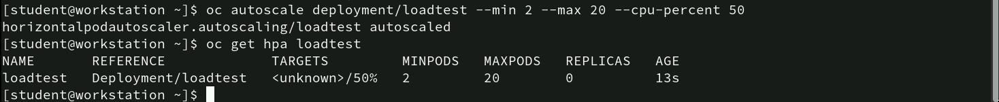 [student@workstation ~]$ oc autoscale deployment/loadtest --min 2 --max 20 --cpu-percent 50
horizontalpodautoscaler.autoscaling/loadtest autoscaled
[student@workstation ~]$ oc get hpa loadtest
NAME       REFERENCE             TARGETS         MINPODS   MAXPODS   REPLICAS   AGE
loadtest   Deployment/loadtest   <unknown>/50%   2         20        0          13s
[student@workstation ~]$